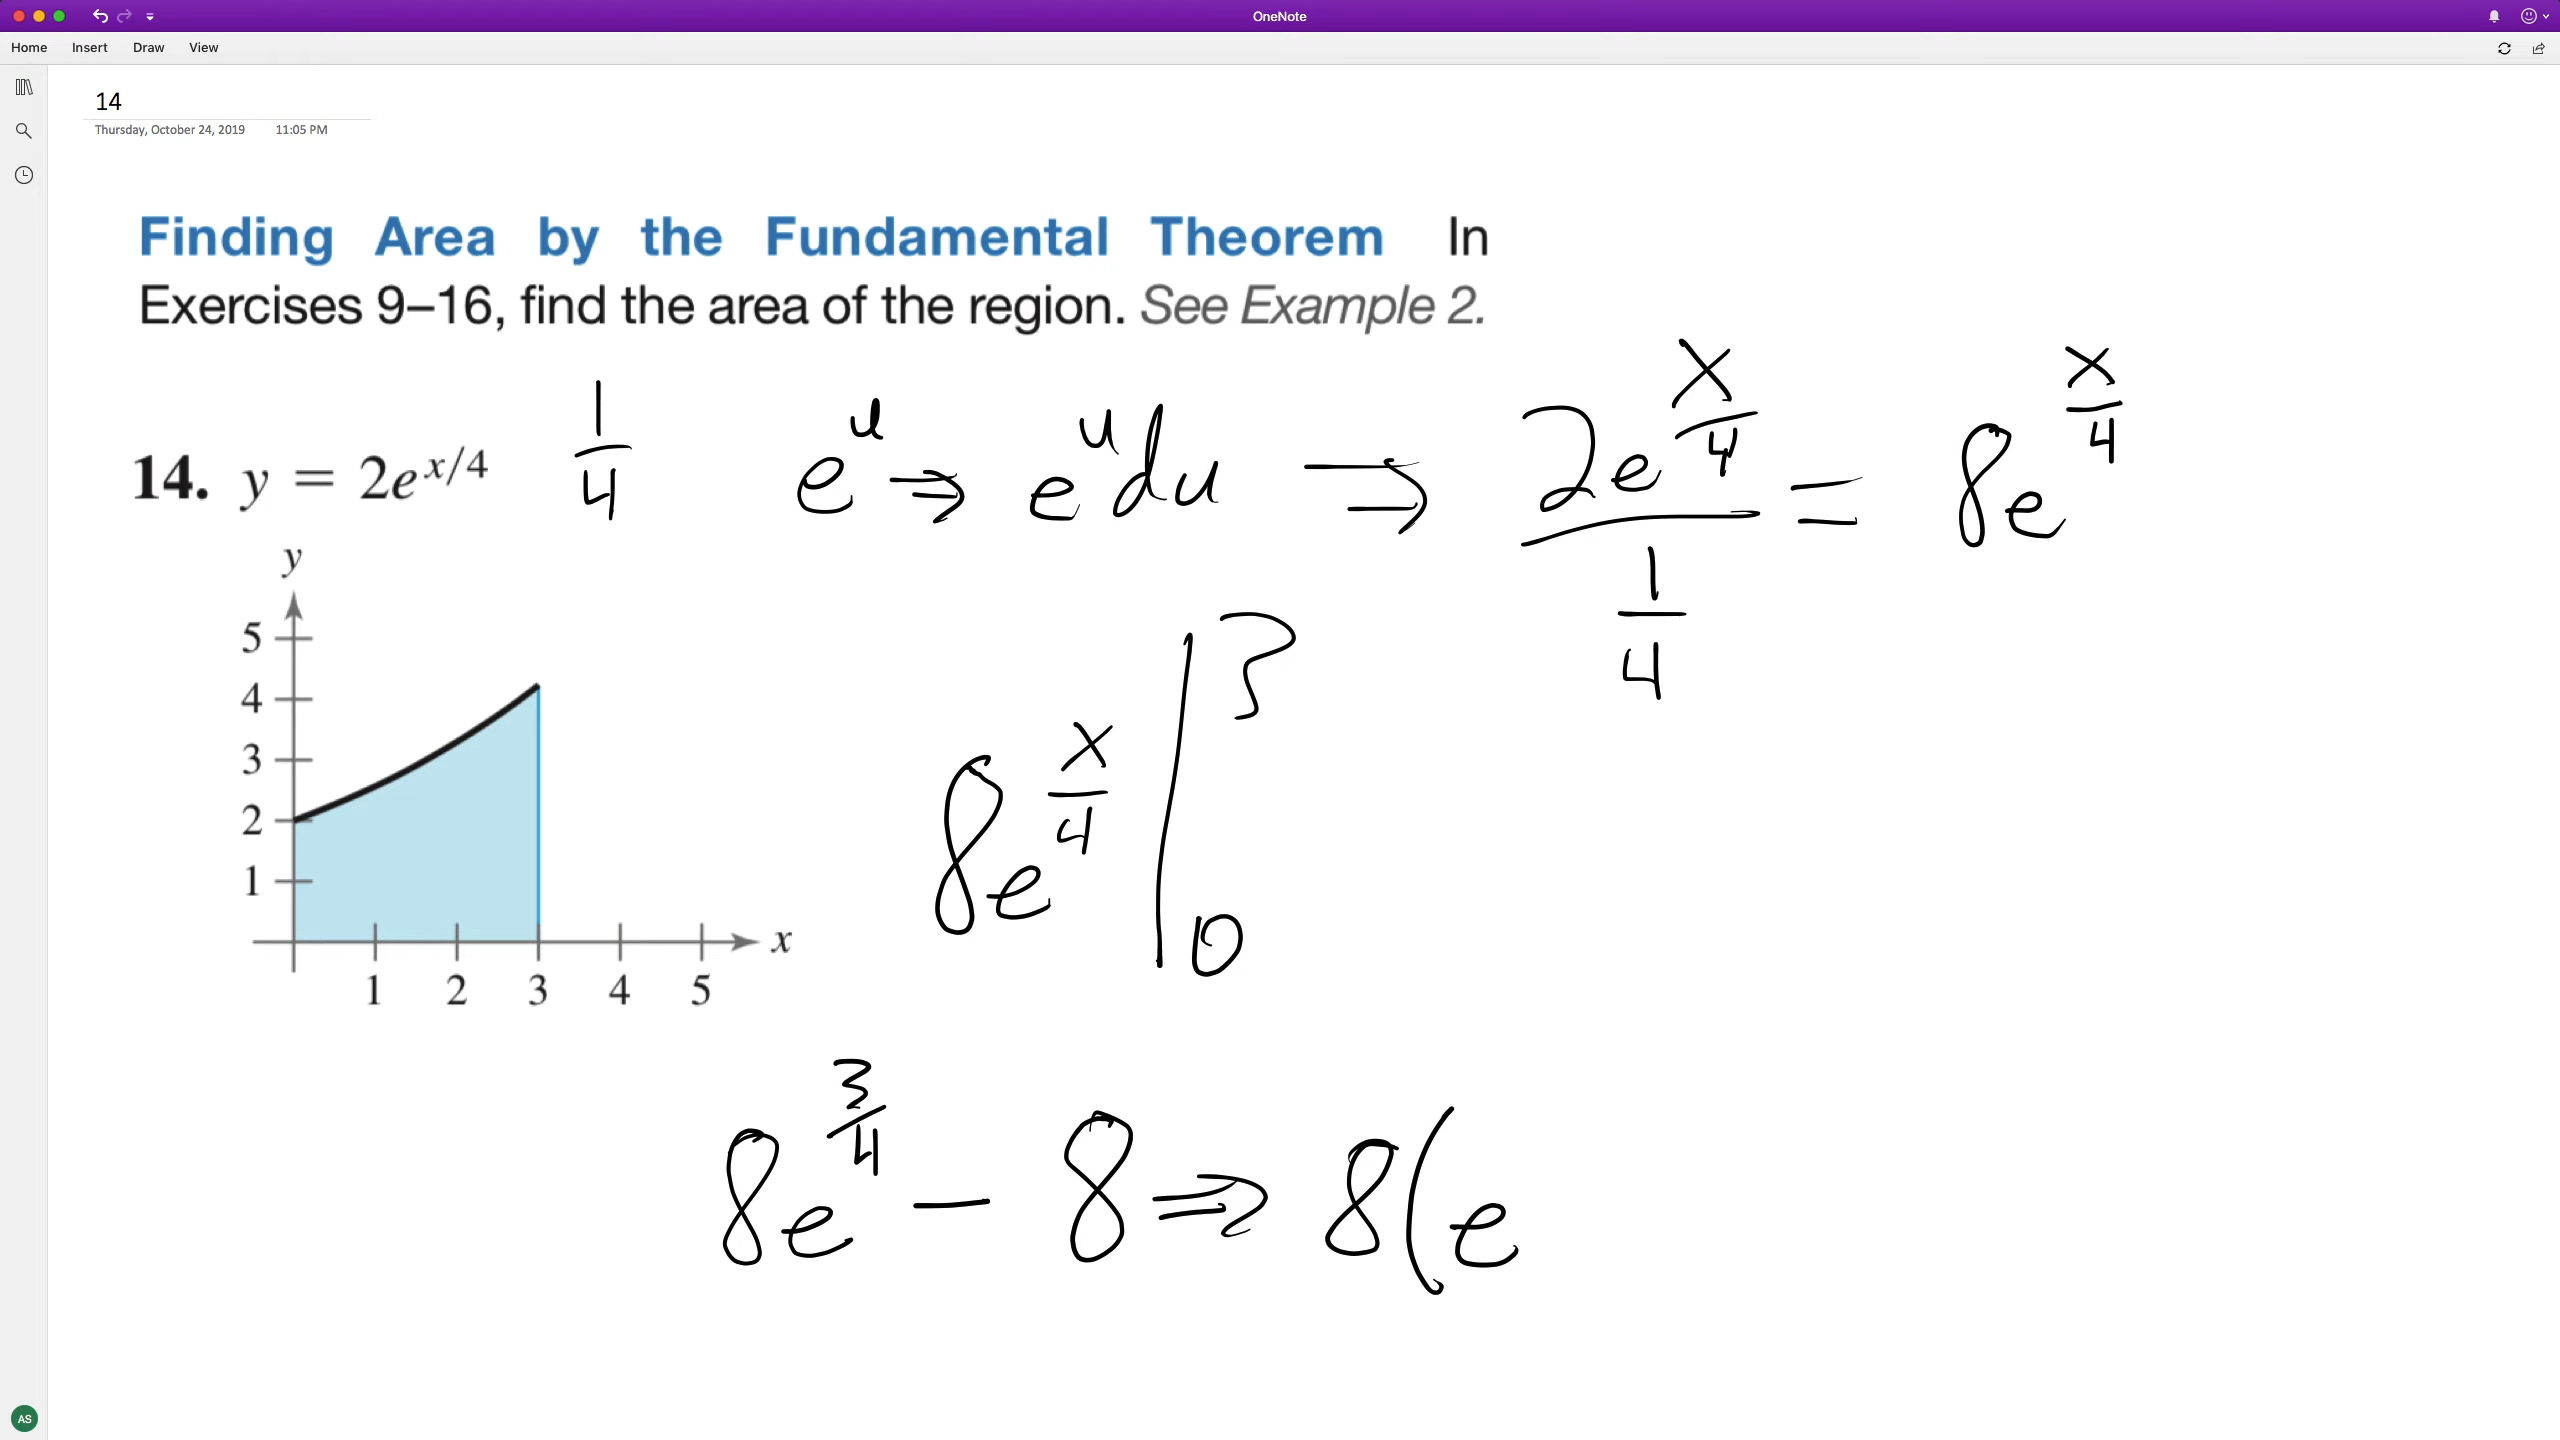 OneNote
Home Insert Draw View
14
Thursday, October 24, 2019 11:05 PM
Finding Area by the Fundamental Theorem In
Exercises 9–16, find the area of the region. See Example 2.
14. y = 2e^{x/4}
1/4
e^u ⇒ e^u du ⇒ 2e^{x/4} / (1/4) = 8e^{x/4}
y
5
4
3
2
1
x
1 2 3 4 5
8e^{x/4} | 3 0
8e^{3/4} − 8 ⇒ 8(e
AS